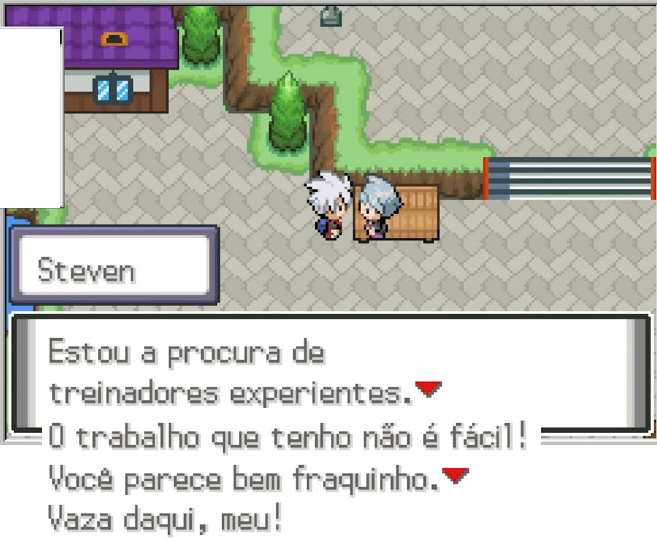 Steven
Estou a procura de
treinadores experientes.
O trabalho que tenho não é fácil!
Você parece bem fraquinho.
Vaza daqui, meu!